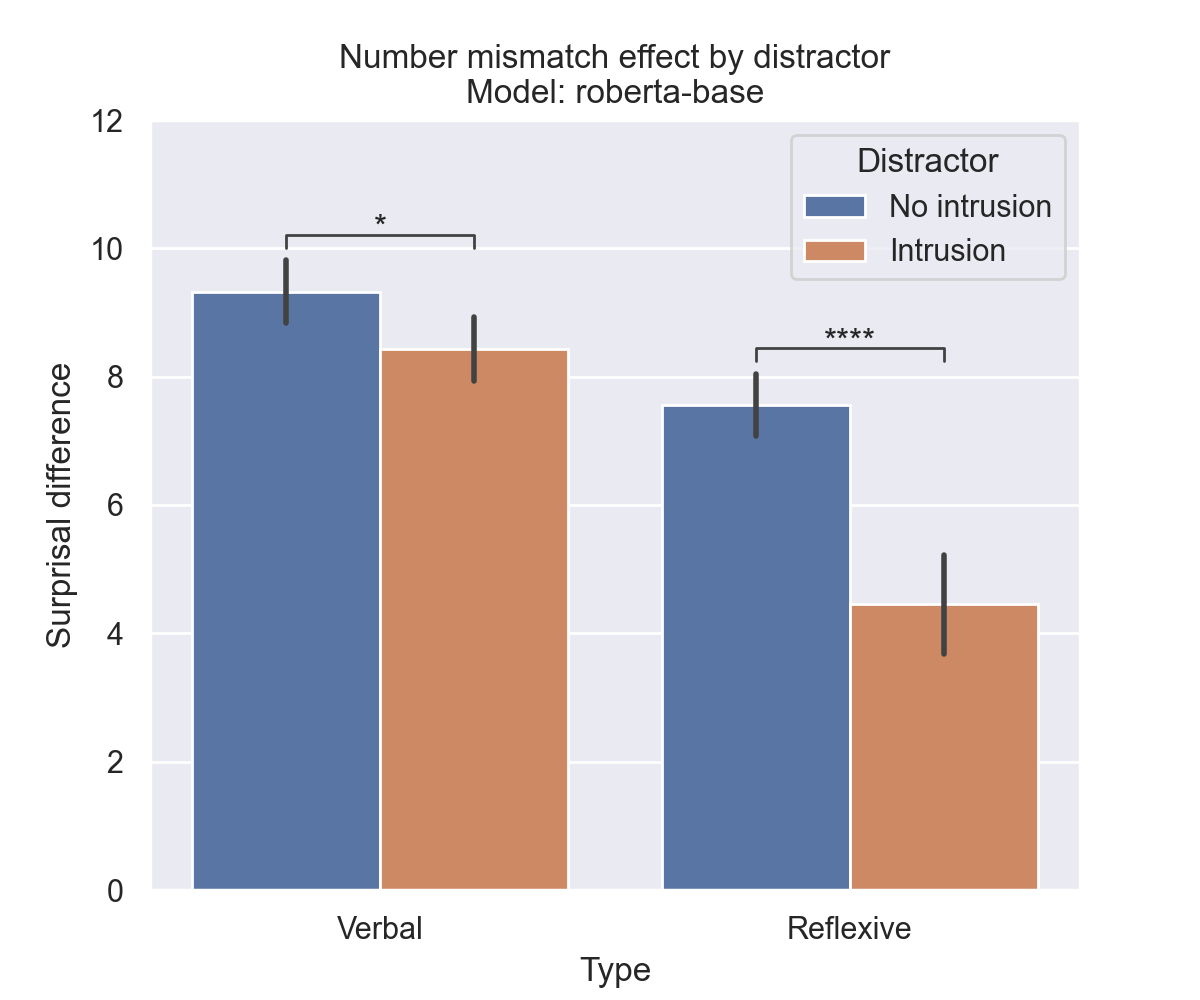 Number mismatch effect by distractor
Model: roberta-base
12
10
8
6
4
2
0
Surprisal difference
*
****
Distractor
No intrusion
Intrusion
Verbal
Reflexive
Type